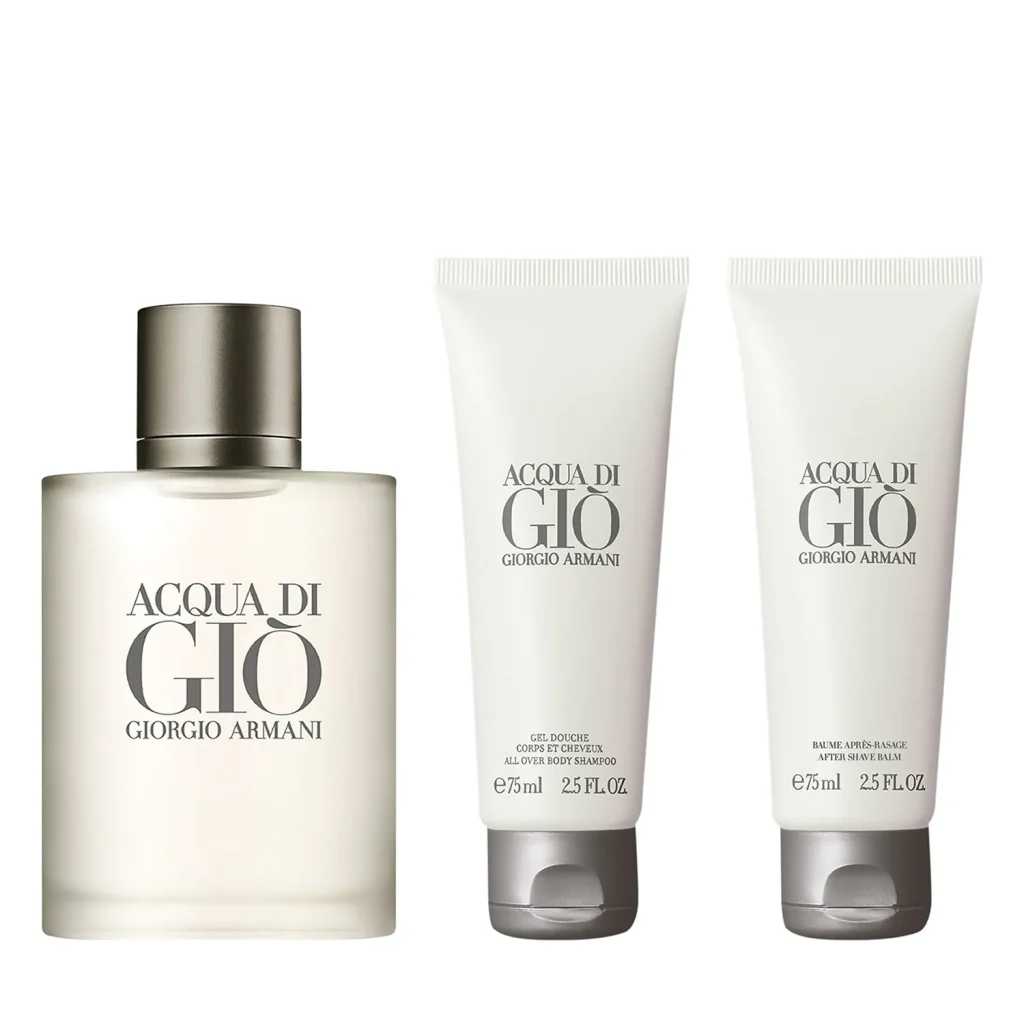 ACQUA DI
GIÒ
GIORGIO ARMANI
ACQUA DI
GIÒ
GIORGIO ARMANI
GEL DOUCHE
CORPS ET CHEVEUX
ALL OVER BODY SHAMPOO
℮75ml 2.5 FL.OZ.
ACQUA DI
GIÒ
GIORGIO ARMANI
BAUME APRÈS-RASAGE
AFTER SHAVE BALM
℮75ml 2.5 FL.OZ.